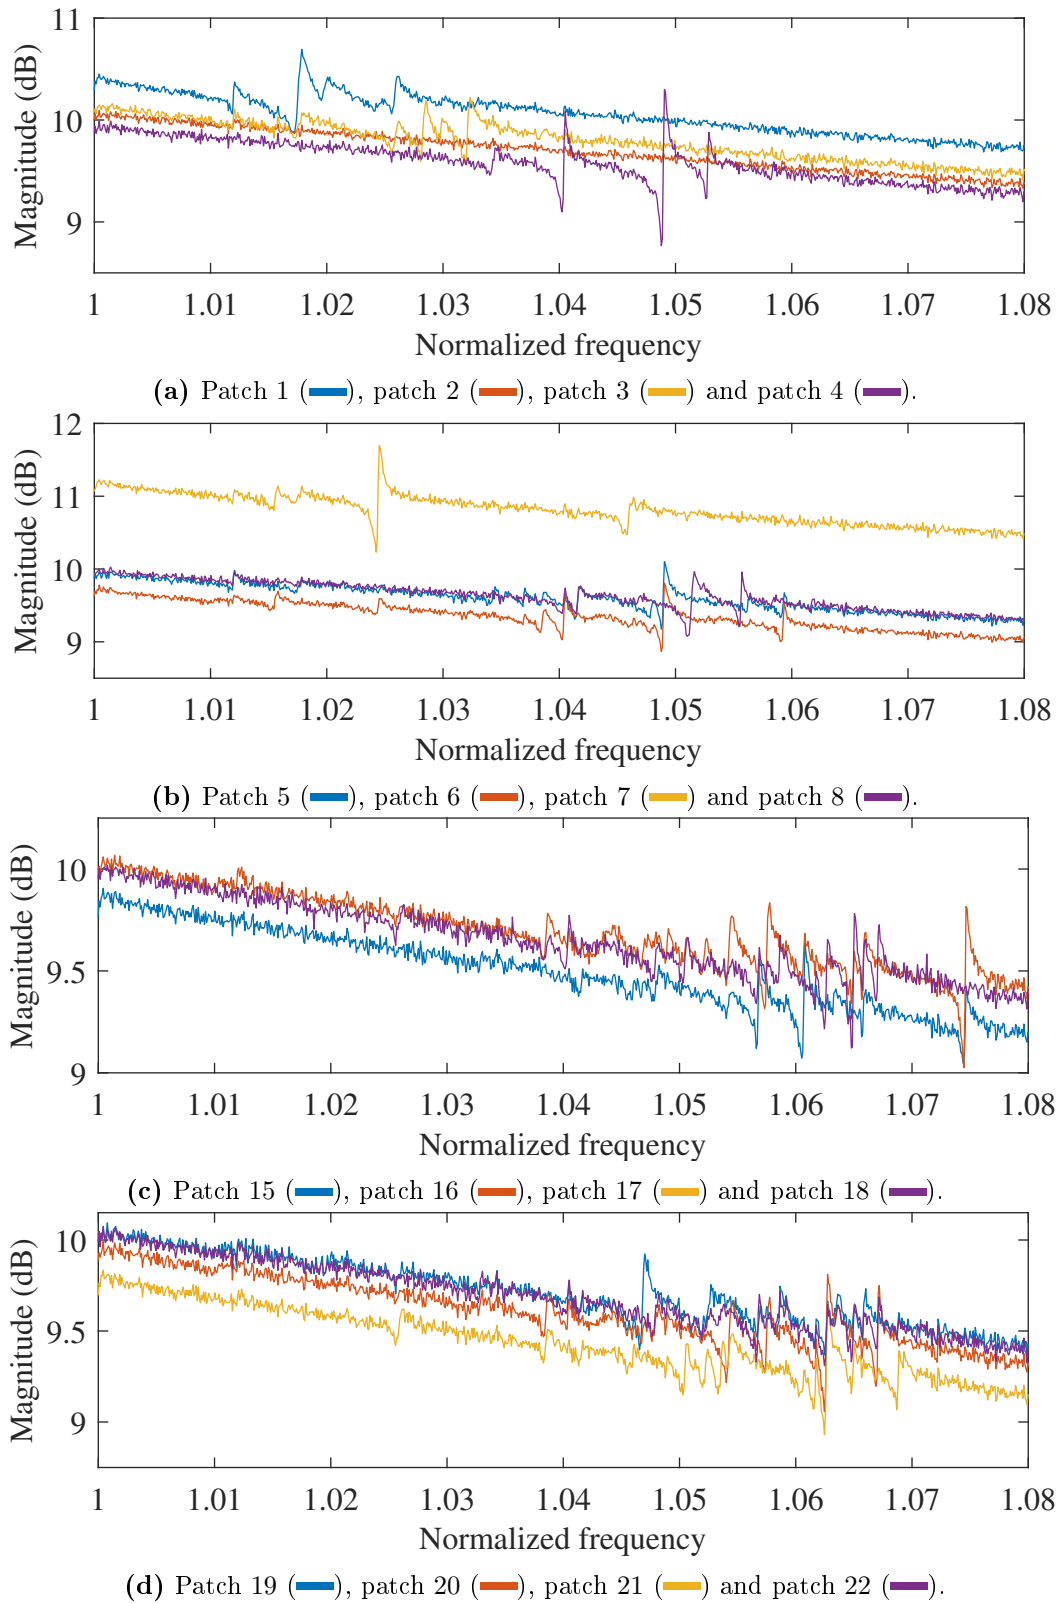 11
10
9
Magnitude (dB)
1 1.01 1.02 1.03 1.04 1.05 1.06 1.07 1.08
Normalized frequency
(a) Patch 1 ( ), patch 2 ( ), patch 3 ( ) and patch 4 ( ).
12
11
10
9
Magnitude (dB)
1 1.01 1.02 1.03 1.04 1.05 1.06 1.07 1.08
Normalized frequency
(b) Patch 5 ( ), patch 6 ( ), patch 7 ( ) and patch 8 ( ).
10
9.5
9
Magnitude (dB)
1 1.01 1.02 1.03 1.04 1.05 1.06 1.07 1.08
Normalized frequency
(c) Patch 15 ( ), patch 16 ( ), patch 17 ( ) and patch 18 ( ).
10
9.5
9
Magnitude (dB)
1 1.01 1.02 1.03 1.04 1.05 1.06 1.07 1.08
Normalized frequency
(d) Patch 19 ( ), patch 20 ( ), patch 21 ( ) and patch 22 ( ).